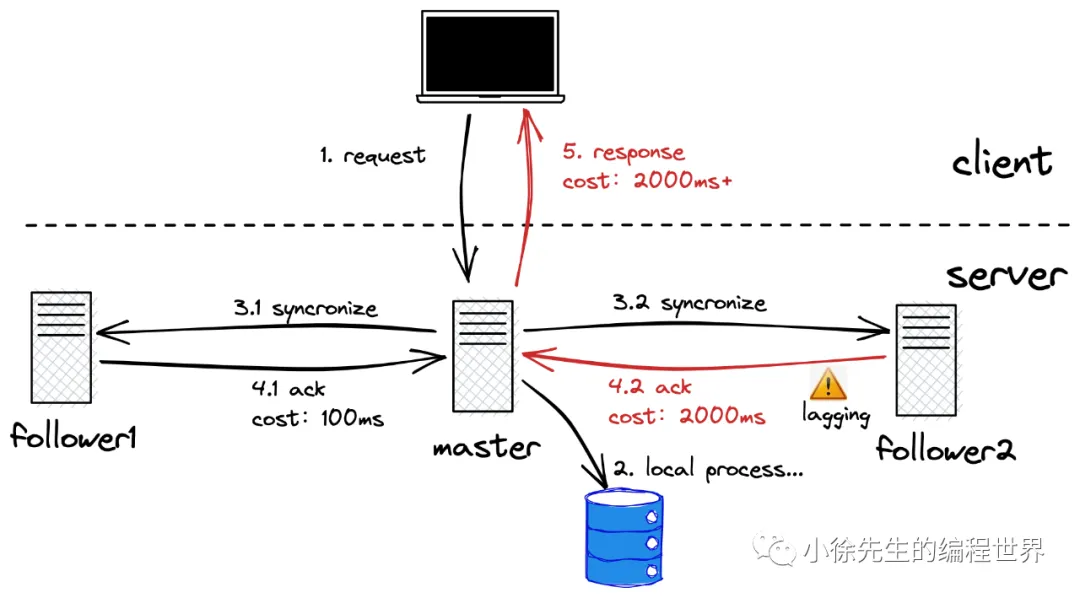 1. request
5. response
cost: 2000ms+
client
server
3.1 syncronize
3.2 syncronize
4.1 ack
cost: 100ms
4.2 ack
cost: 2000ms
lagging
follower1
master
follower2
2. local process...
小徐先生的编程世界